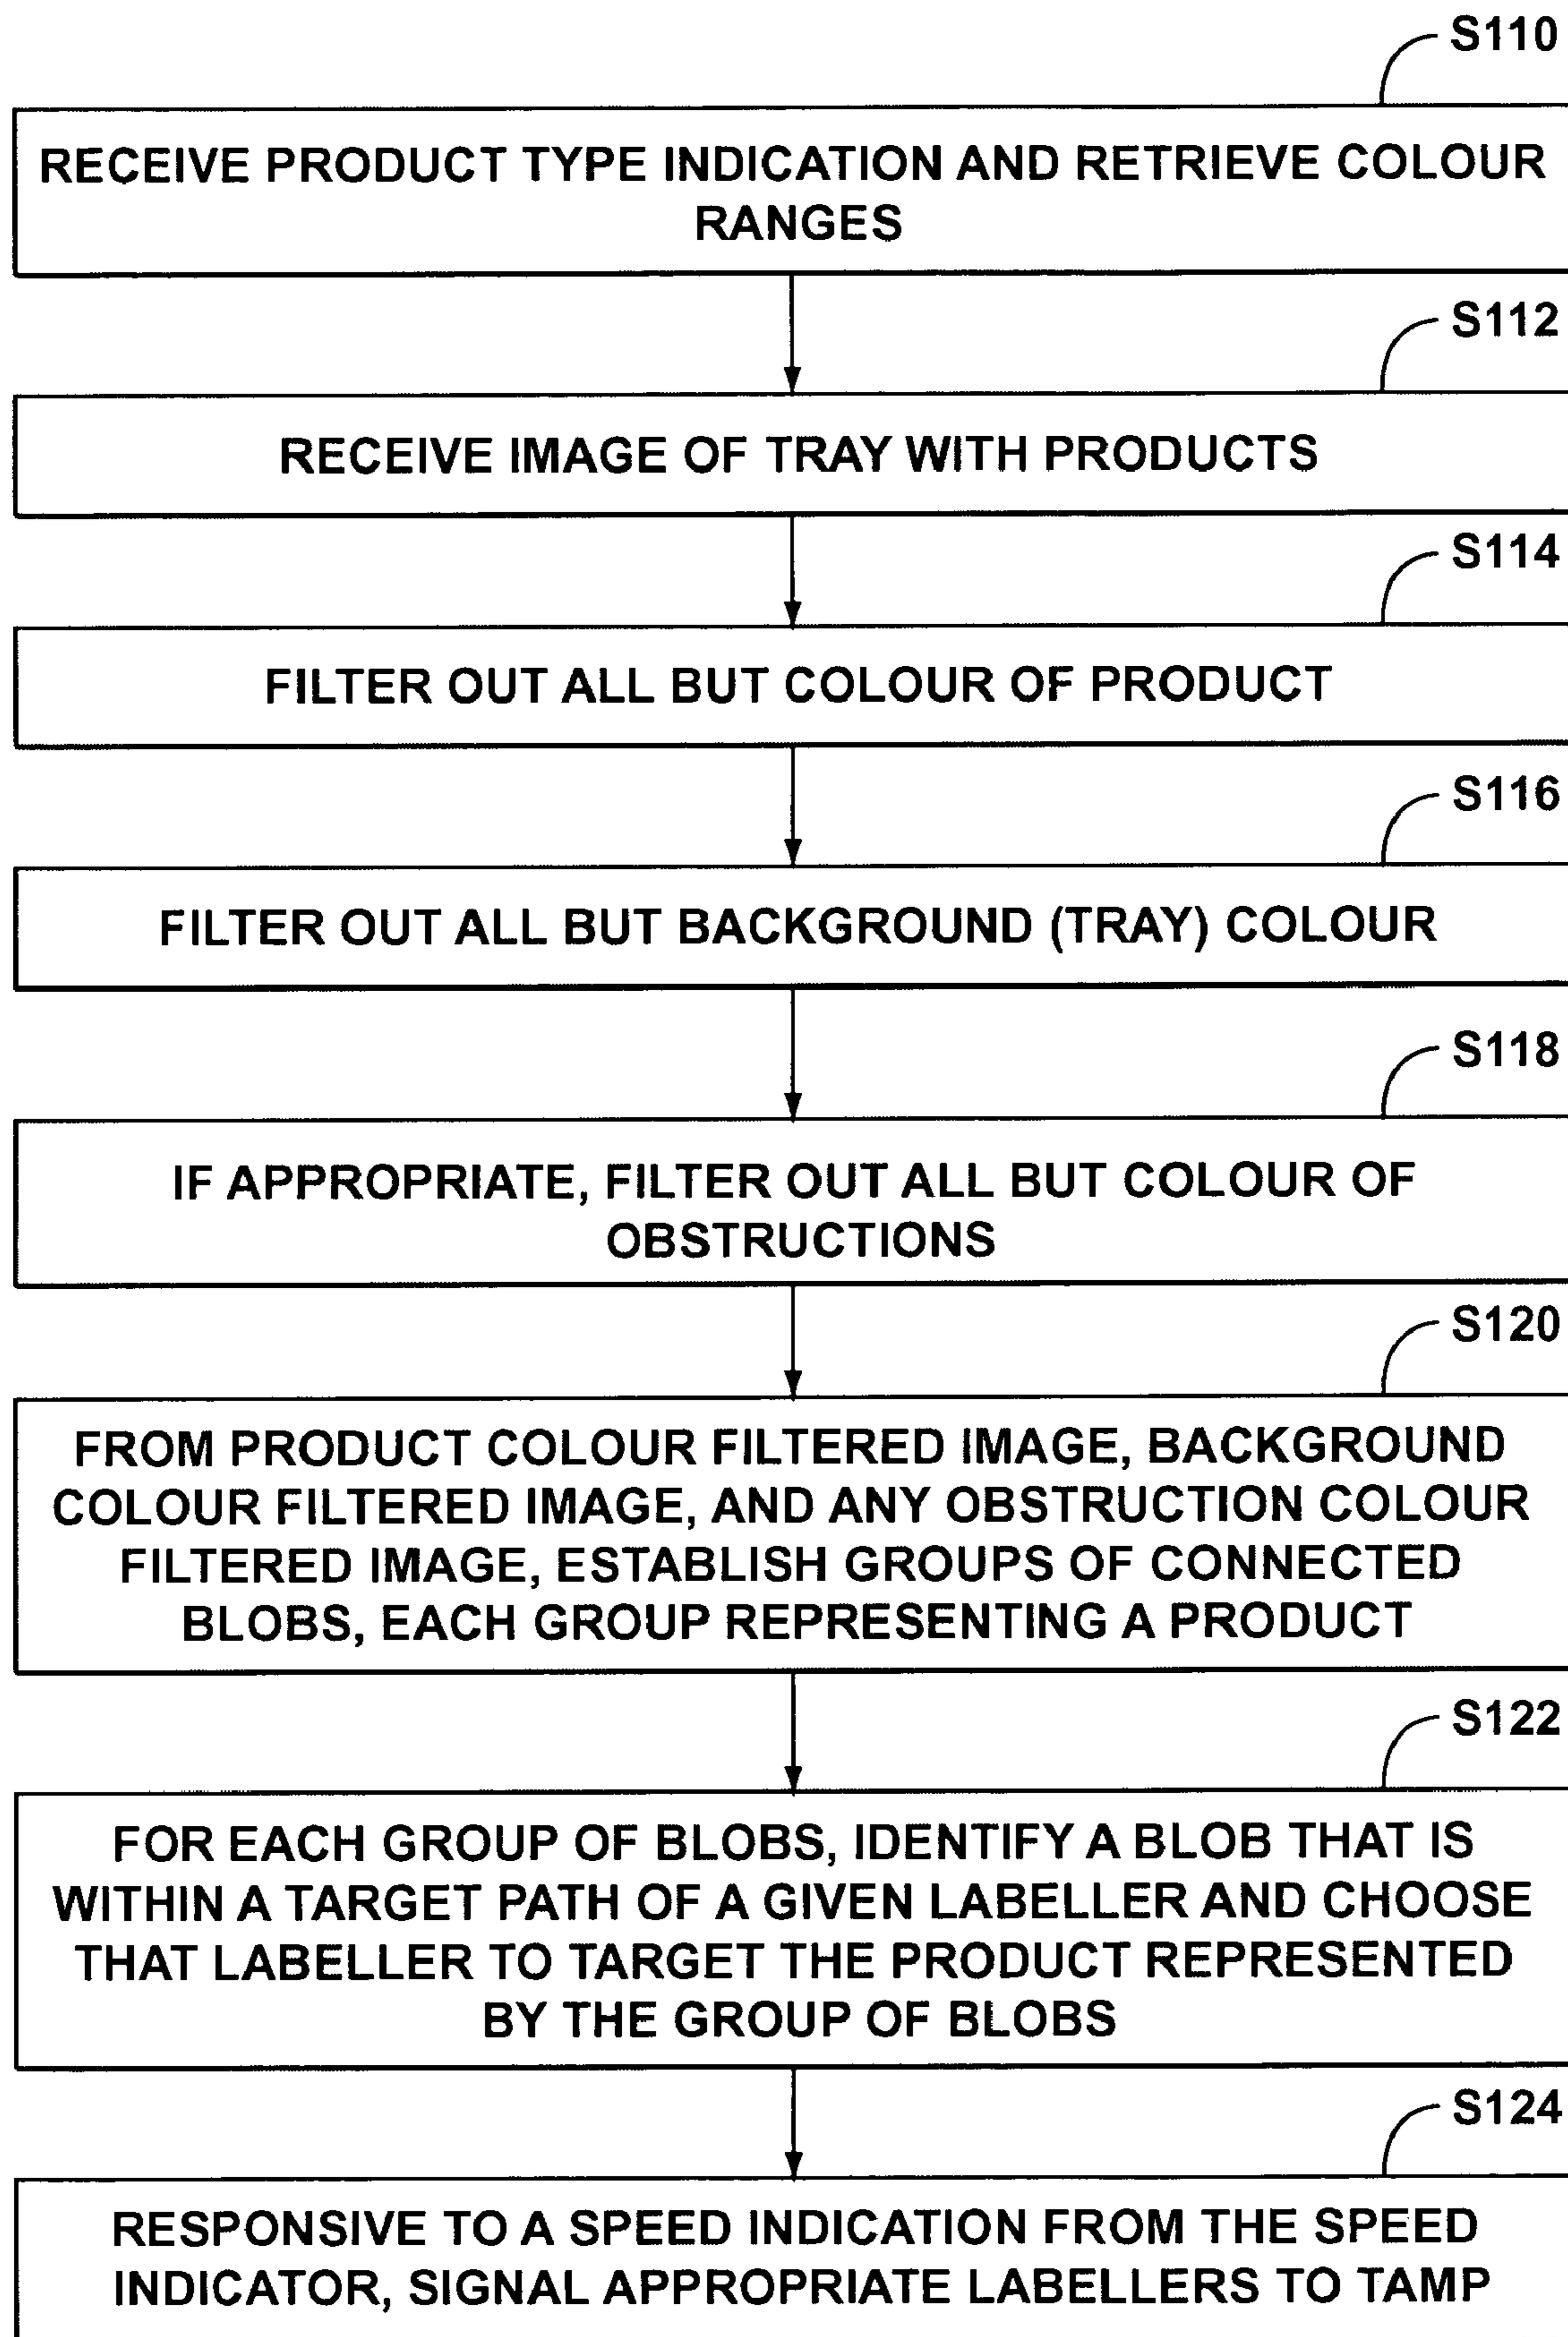 S110
RECEIVE PRODUCT TYPE INDICATION AND RETRIEVE COLOUR
RANGES
S112
RECEIVE IMAGE OF TRAY WITH PRODUCTS
S114
FILTER OUT ALL BUT COLOUR OF PRODUCT
S116
FILTER OUT ALL BUT BACKGROUND (TRAY) COLOUR
S118
IF APPROPRIATE, FILTER OUT ALL BUT COLOUR OF
OBSTRUCTIONS
S120
FROM PRODUCT COLOUR FILTERED IMAGE, BACKGROUND
COLOUR FILTERED IMAGE, AND ANY OBSTRUCTION COLOUR
FILTERED IMAGE, ESTABLISH GROUPS OF CONNECTED
BLOBS, EACH GROUP REPRESENTING A PRODUCT
S122
FOR EACH GROUP OF BLOBS, IDENTIFY A BLOB THAT IS
WITHIN A TARGET PATH OF A GIVEN LABELLER AND CHOOSE
THAT LABELLER TO TARGET THE PRODUCT REPRESENTED
BY THE GROUP OF BLOBS
S124
RESPONSIVE TO A SPEED INDICATION FROM THE SPEED
INDICATOR, SIGNAL APPROPRIATE LABELLERS TO TAMP